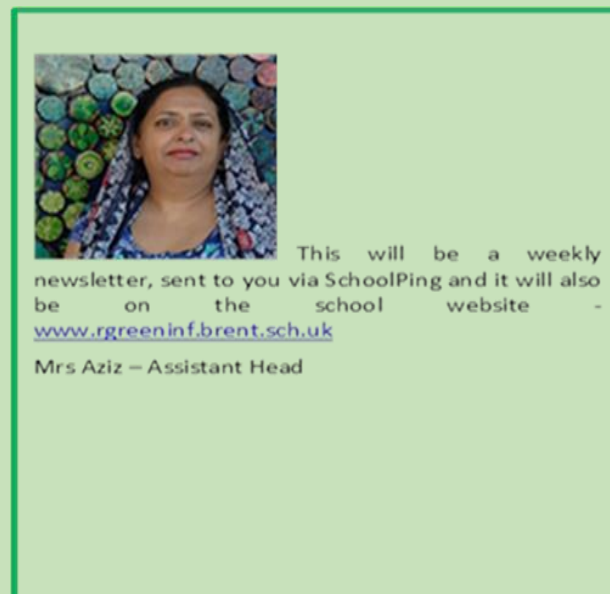 This will be a weekly
newsletter, sent to you via SchoolPing and it will also
be on the school website -
www.rgreeninf.brent.sch.uk
Mrs Aziz – Assistant Head